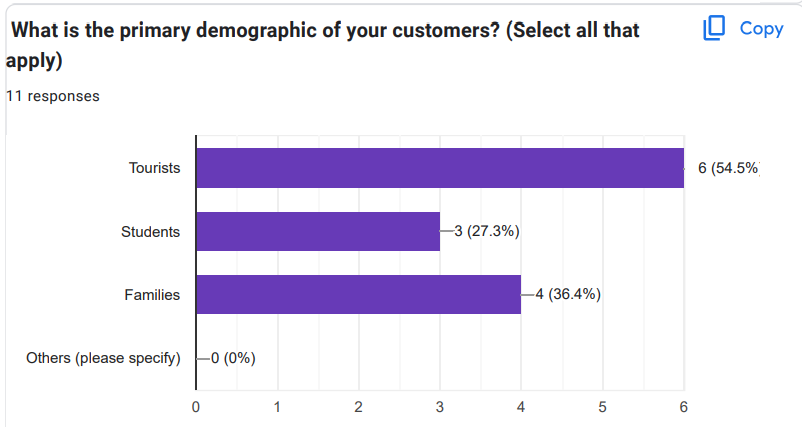 What is the primary demographic of your customers? (Select all that
Copy
apply)
11 responses
Tourists
6 (54.5%)
Students
3 (27.3%)
Families
4 (36.4%)
Others (please specify)
0 (0%)
0 1 2 3 4 5 6